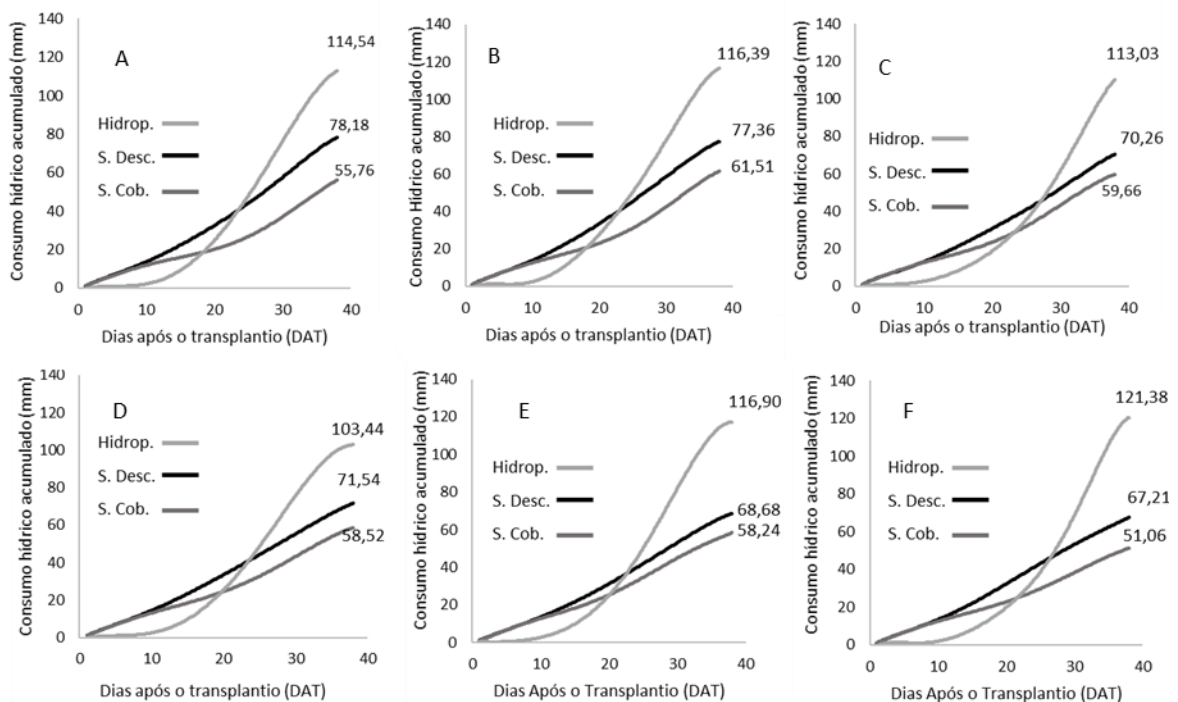 A
Consumo hídrico acumulado (mm)
140
120
100
80
60
40
20
0
114,54
78,18
55,76
Hidrop.
S. Desc.
S. Cob.
0 10 20 30 40
Dias após o transplantio (DAT)
B
Consumo Hídrico acumulado (mm)
140
120
100
80
60
40
20
0
116,39
77,36
61,51
Hidrop.
S. Desc.
S. Cob.
0 10 20 30 40
Dias após o transplantio (DAT)
C
Consumo hídrico acumulado (mm)
140
120
100
80
60
40
20
0
113,03
70,26
59,66
Hidrop.
S. Desc.
S. Cob.
0 10 20 30 40
Dias após o transplantio (DAT)
D
Consumo hídrico acumulado (mm)
140
120
100
80
60
40
20
0
103,44
71,54
58,52
Hidrop.
S. Desc.
S. Cob.
0 10 20 30 40
Dias após o transplantio (DAT)
E
Consumo hídrico acumulado (mm)
140
120
100
80
60
40
20
0
116,90
68,68
58,24
Hidrop.
S. Desc.
S. Cob.
0 10 20 30 40
Dias Após o Transplantio (DAT)
F
Consumo hídrico acumulado (mm)
140
120
100
80
60
40
20
0
121,38
67,21
51,06
Hidrop.
S. Desc.
S. Cob.
0 10 20 30 40
Dias Após o Transplantio (DAT)